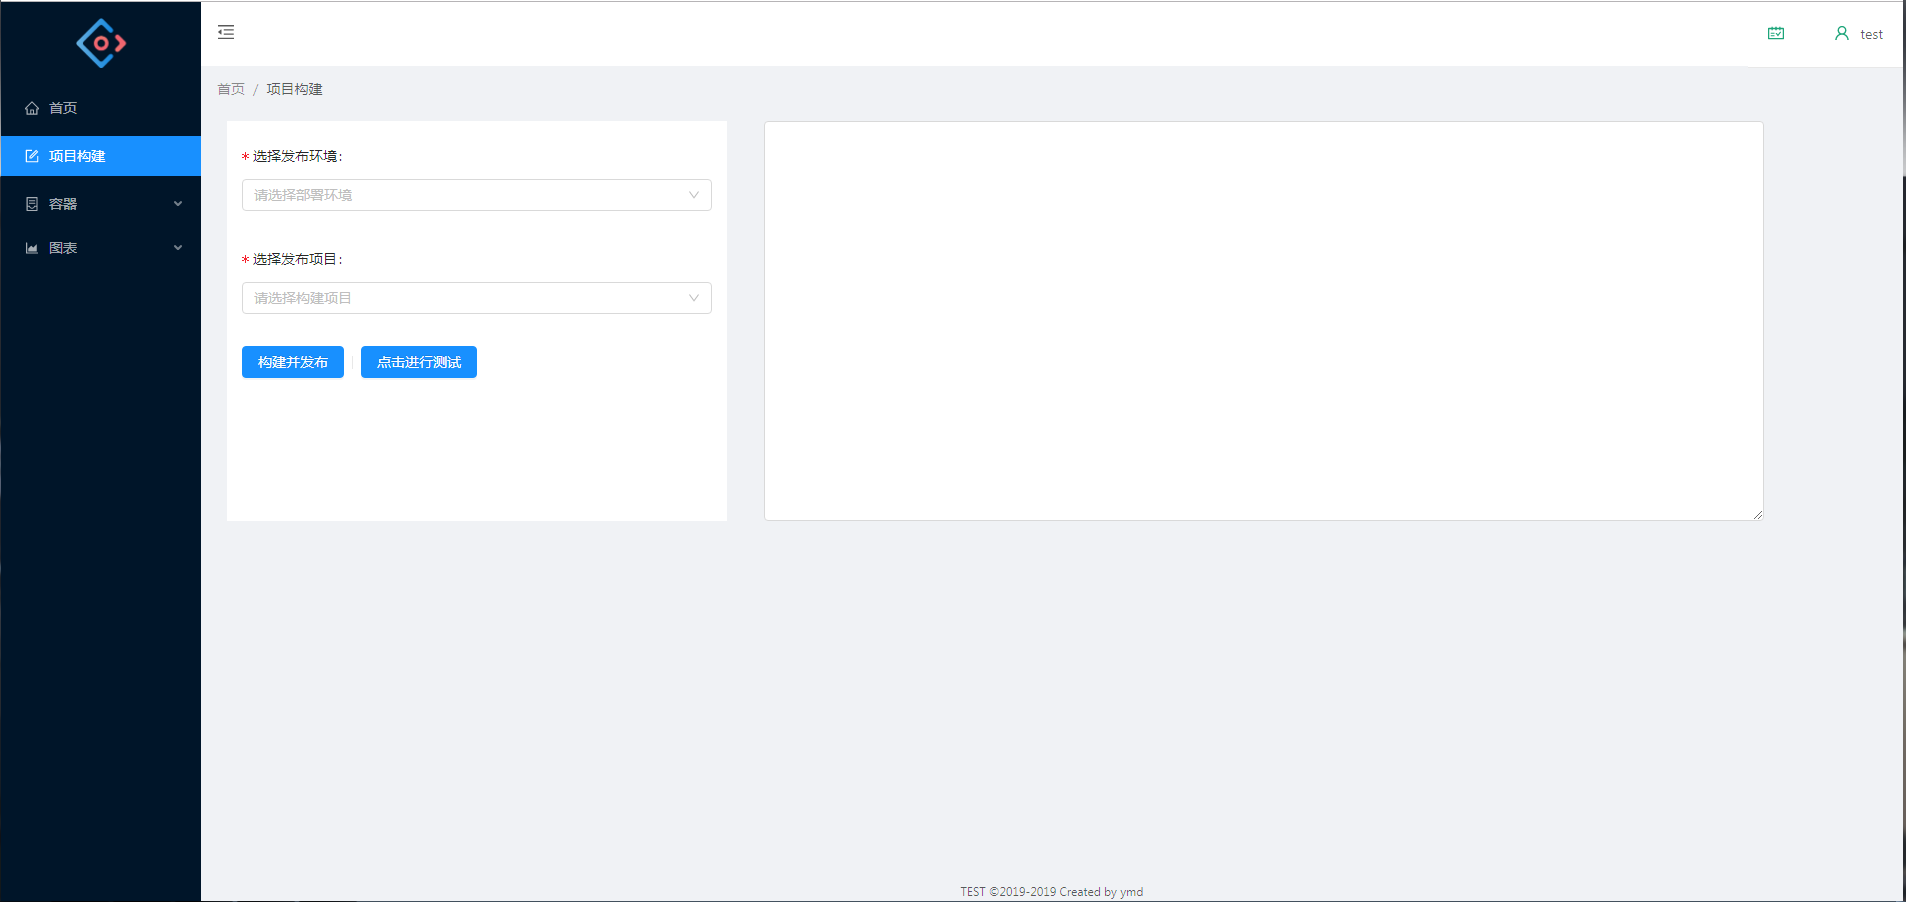 test
首页
项目构建
容器
图表
首页 / 项目构建
* 选择发布环境:
请选择部署环境
* 选择发布项目:
请选择构建项目
构建并发布
点击进行测试
TEST ©2019-2019 Created by ymd